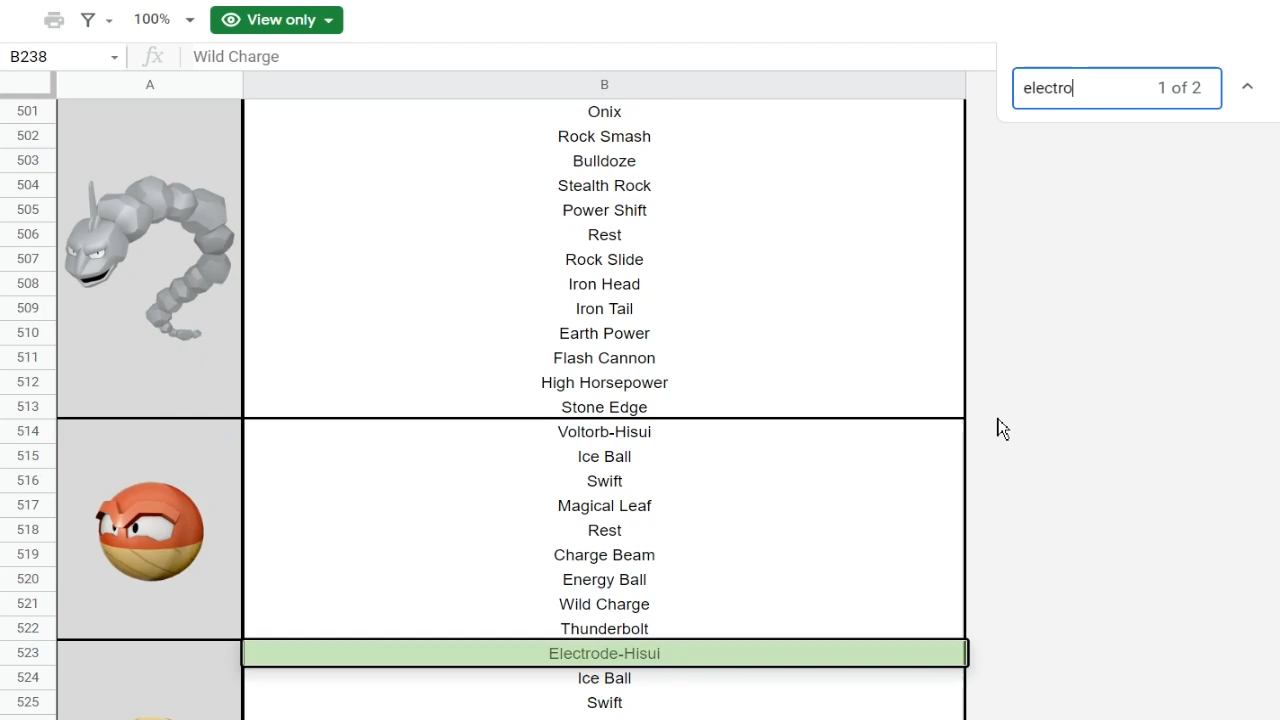 100% View only
B238 fx Wild Charge
electro 1 of 2
A B
501 Onix
502 Rock Smash
503 Bulldoze
504 Stealth Rock
505 Power Shift
506 Rest
507 Rock Slide
508 Iron Head
509 Iron Tail
510 Earth Power
511 Flash Cannon
512 High Horsepower
513 Stone Edge
514 Voltorb-Hisui
515 Ice Ball
516 Swift
517 Magical Leaf
518 Rest
519 Charge Beam
520 Energy Ball
521 Wild Charge
522 Thunderbolt
523 Electrode-Hisui
524 Ice Ball
525 Swift